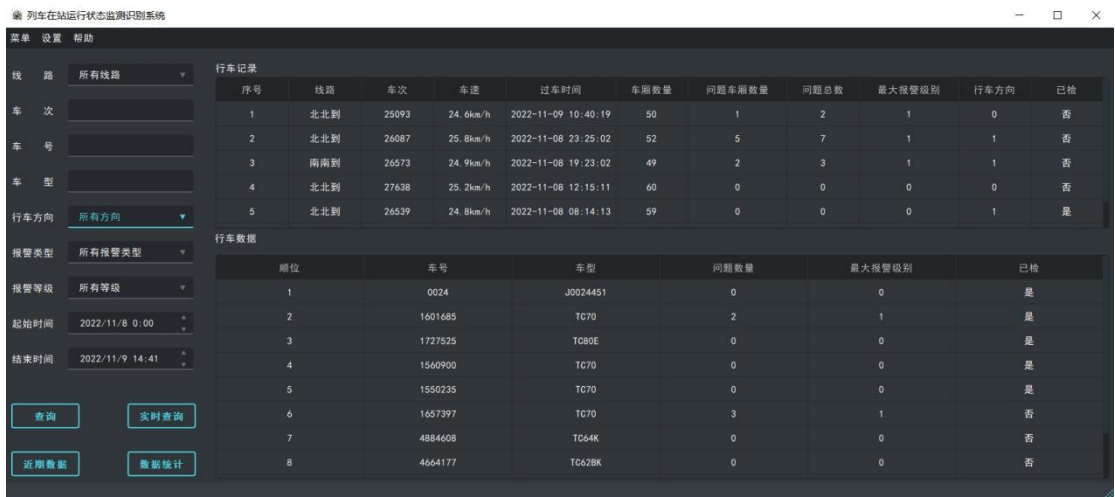 列车在站运行状态监测识别系统
菜单 设置 帮助
线 路 所有线路
车 次
车 号
车 型
行车方向 所有方向
报警类型 所有报警类型
报警等级 所有等级
起始时间 2022/11/8 0:00
结束时间 2022/11/9 14:41
查询 实时查询
近期数据 数据统计
行车记录
序号 线路 车次 车速 过车时间 车厢数量 问题车厢数量 问题总数 最大报警级别 行车方向 已检
1 北北到 25093 24.6km/h 2022-11-09 10:40:19 50 1 2 1 0 否
2 北北到 26087 25.8km/h 2022-11-08 23:25:02 52 5 7 1 1 否
3 南南到 26573 24.9km/h 2022-11-08 19:23:02 49 2 3 1 1 否
4 北北到 27638 25.2km/h 2022-11-08 12:15:11 60 0 0 0 0 否
5 北北到 26539 24.8km/h 2022-11-08 08:14:13 59 0 0 0 1 是
行车数据
顺位 车号 车型 问题数量 最大报警级别 已检
1 0024 J0024451 0 0 是
2 1601685 TC70 2 1 是
3 1727525 TC80E 0 0 是
4 1560900 TC70 0 0 是
5 1550235 TC70 0 0 是
6 1657397 TC70 3 1 否
7 4884608 TC64K 0 0 否
8 4664177 TC62BK 0 0 否